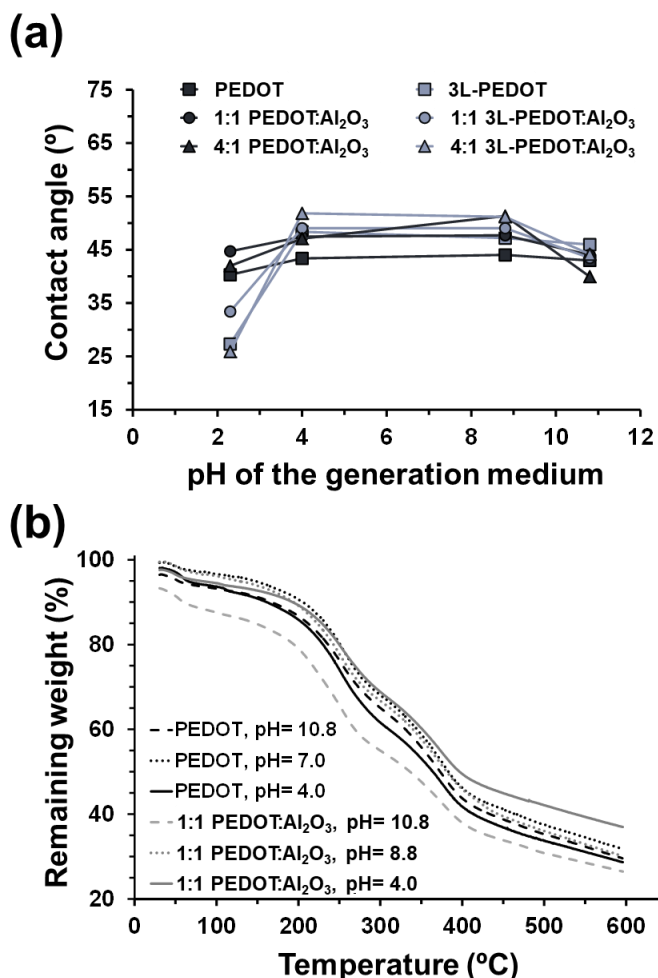 (a)
75
65
55
45
35
25
15
Contact angle (º)
PEDOT
3L-PEDOT
1:1 PEDOT:Al₂O₃
1:1 3L-PEDOT:Al₂O₃
4:1 PEDOT:Al₂O₃
4:1 3L-PEDOT:Al₂O₃
0 2 4 6 8 10 12
pH of the generation medium
(b)
100
80
60
40
20
Remaining weight (%)
PEDOT, pH= 10.8
PEDOT, pH= 7.0
PEDOT, pH= 4.0
1:1 PEDOT:Al₂O₃, pH= 10.8
1:1 PEDOT:Al₂O₃, pH= 8.8
1:1 PEDOT:Al₂O₃, pH= 4.0
0 100 200 300 400 500 600
Temperature (ºC)